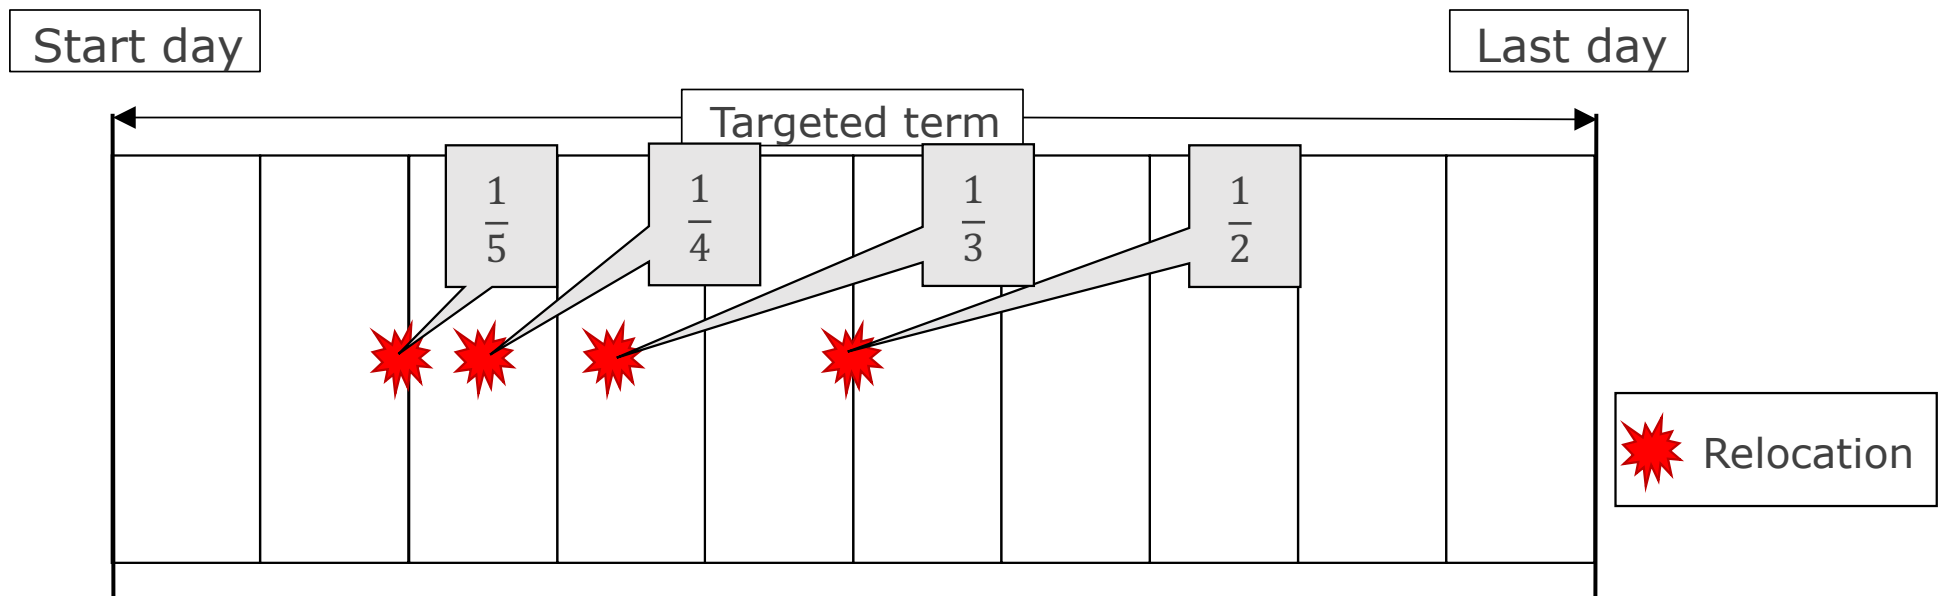 Start day
Last day
Targeted term
1/5
1/4
1/3
1/2
Relocation